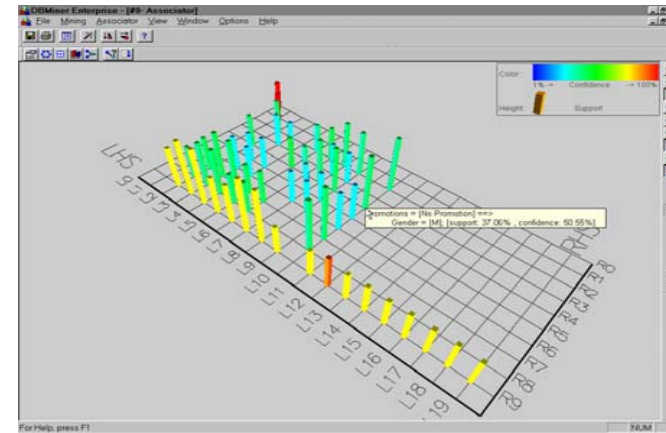 DBMiner Enterprise - [#0- Associator]
File Mining Associator View Window Options Help
Color:
1% -> Confidence -> 100%
Height:
Support
LHS
Promotions = [No Promotion] ==>
Gender = [M]; [support: 37.06%, confidence: 50.55%]
RHS
L10
L11
L12
L13
L14
L15
L16
L17
L18
L19
For Help, press F1
NUM